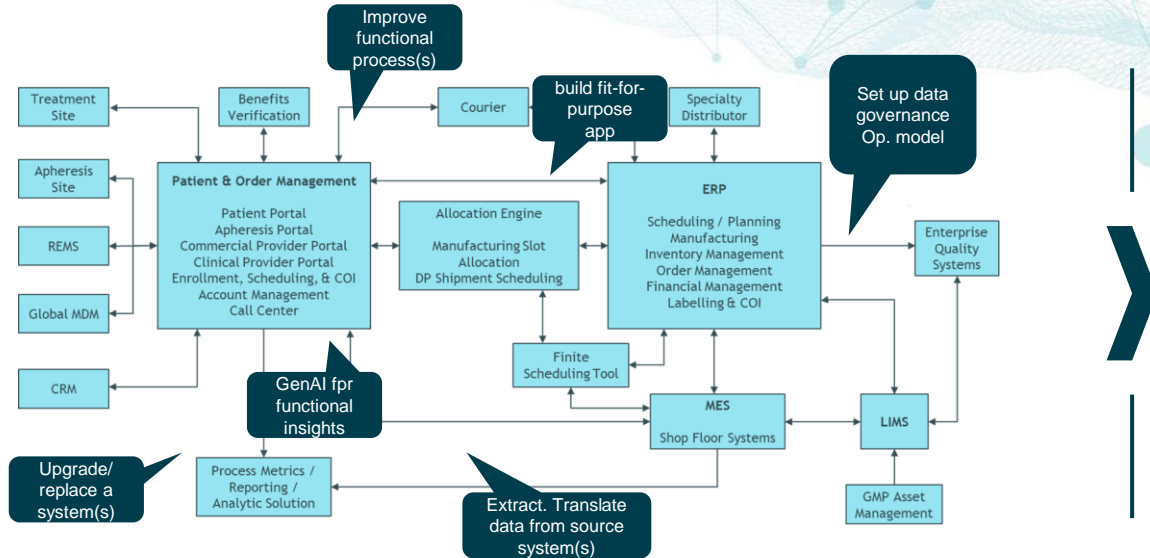 Improve
functional
process(s)
Treatment
Site
Benefits
Verification
Courier
build fit-for-
purpose
app
Specialty
Distributor
Set up data
governance
Op. model
Apheresis
Site
REMS
Global MDM
CRM
Patient & Order Management
Patient Portal
Apheresis Portal
Commercial Provider Portal
Clinical Provider Portal
Enrollment, Scheduling, & COI
Account Management
Call Center
Allocation Engine
Manufacturing Slot
Allocation
DP Shipment Scheduling
ERP
Scheduling / Planning
Manufacturing
Inventory Management
Order Management
Financial Management
Labelling & COI
Enterprise
Quality
Systems
Finite
Scheduling Tool
GenAI fpr
functional
insights
MES
Shop Floor Systems
LIMS
Upgrade/
replace a
system(s)
Process Metrics /
Reporting /
Analytic Solution
Extract. Translate
data from source
system(s)
GMP Asset
Management